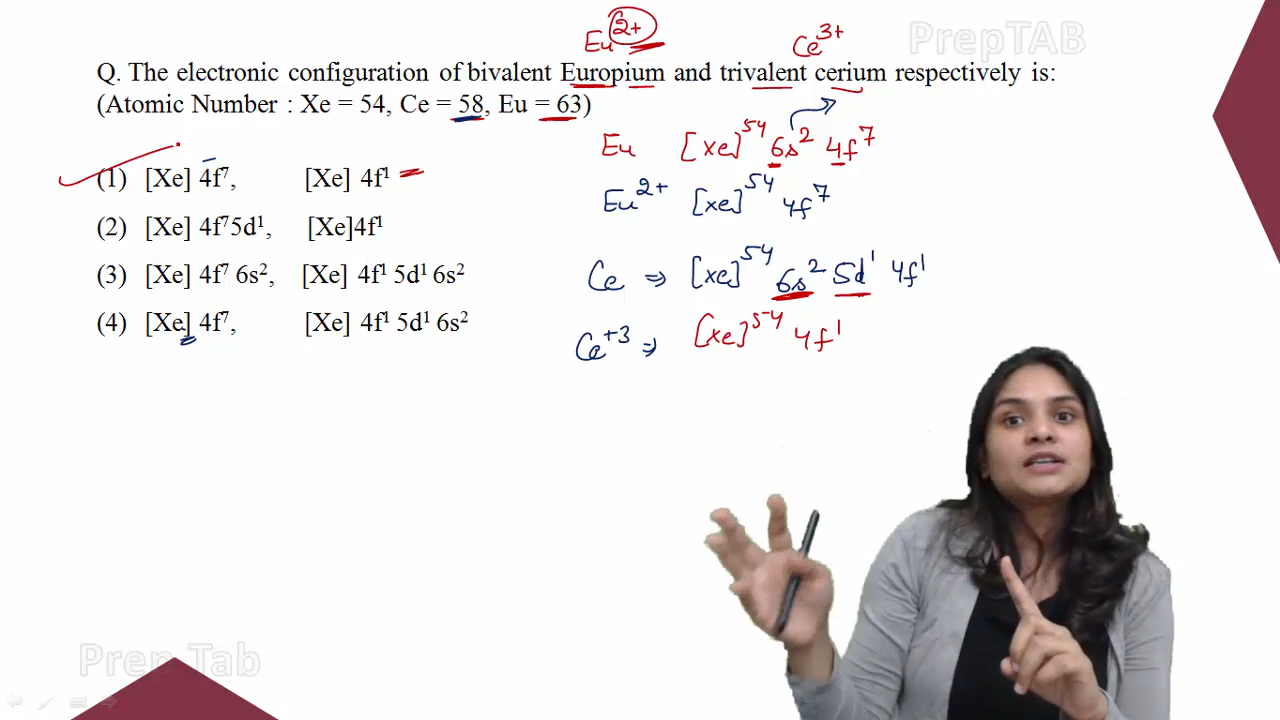 Eu²⁺ Ce³⁺ PrepTAB
Q. The electronic configuration of bivalent Europium and trivalent cerium respectively is:
(Atomic Number : Xe = 54, Ce = 58, Eu = 63)
Eu [xe]⁵⁴ 6s² 4f⁷
(1) [Xe] 4f⁷, [Xe] 4f¹
Eu²⁺ [xe]⁵⁴ 4f⁷
(2) [Xe] 4f⁷5d¹, [Xe]4f¹
(3) [Xe] 4f⁷ 6s², [Xe] 4f¹ 5d¹ 6s²
Ce ⇒ [xe]⁵⁴ 6s² 5d¹ 4f¹
(4) [Xe] 4f⁷, [Xe] 4f¹ 5d¹ 6s²
Ce⁺³ ⇒ [xe]⁵⁴ 4f¹
Prep Tab